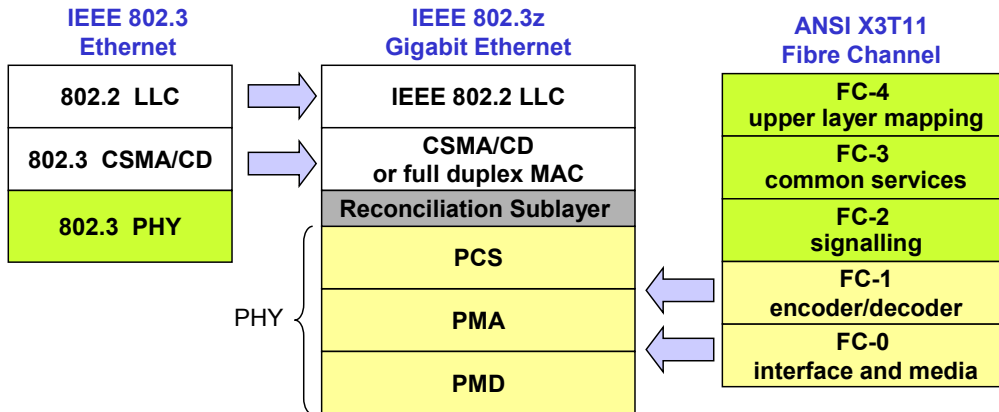 IEEE 802.3
Ethernet
802.2 LLC
802.3 CSMA/CD
802.3 PHY
IEEE 802.3z
Gigabit Ethernet
IEEE 802.2 LLC
CSMA/CD
or full duplex MAC
Reconciliation Sublayer
PHY
PCS
PMA
PMD
ANSI X3T11
Fibre Channel
FC-4
upper layer mapping
FC-3
common services
FC-2
signalling
FC-1
encoder/decoder
FC-0
interface and media